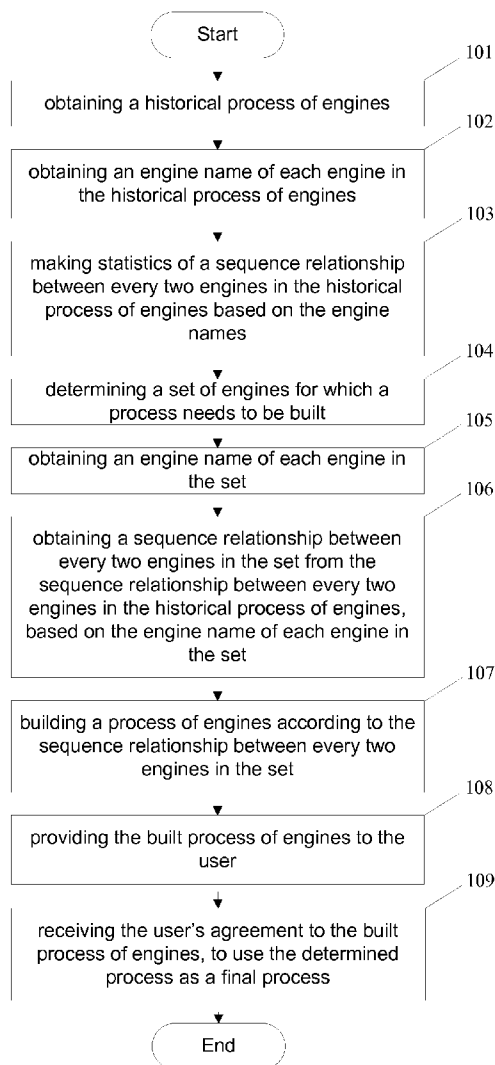 Start
101
obtaining a historical process of engines
102
obtaining an engine name of each engine in
the historical process of engines
103
making statistics of a sequence relationship
between every two engines in the historical
process of engines based on the engine
names
104
determining a set of engines for which a
process needs to be built
105
obtaining an engine name of each engine in
the set
106
obtaining a sequence relationship between
every two engines in the set from the
sequence relationship between every two
engines in the historical process of engines,
based on the engine name of each engine in
the set
107
building a process of engines according to the
sequence relationship between every two
engines in the set
108
providing the built process of engines to the
user
109
receiving the user's agreement to the built
process of engines, to use the determined
process as a final process
End